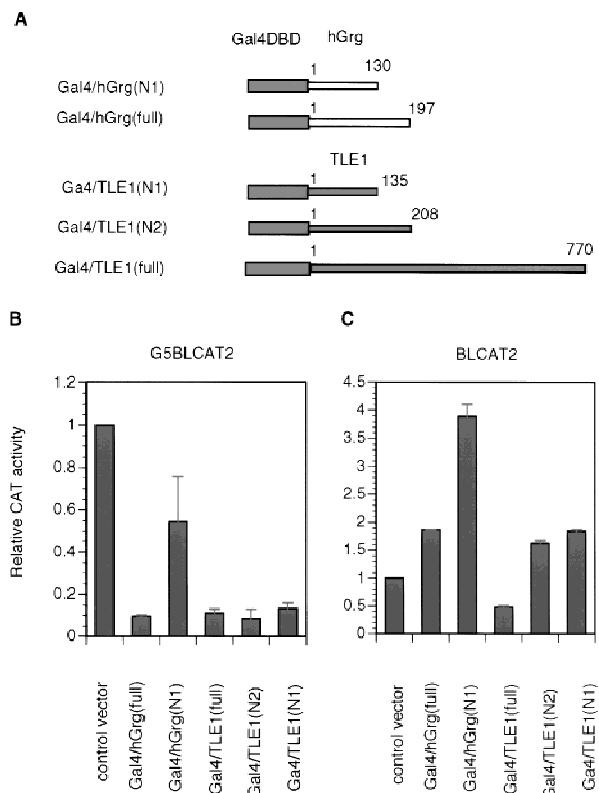 A
Gal4DBD hGrg
1 130
Gal4/hGrg(N1)
1 197
Gal4/hGrg(full)
TLE1
1 135
Ga4/TLE1(N1)
1 208
Gal4/TLE1(N2)
1 770
Gal4/TLE1(full)
B
G5BLCAT2
Relative CAT activity
1.2
1
0.8
0.6
0.4
0.2
0
control vector
Gal4/hGrg(full)
Gal4/hGrg(N1)
Gal4/TLE1(full)
Gal4/TLE1(N2)
Ga4/TLE1(N1)
C
BLCAT2
4.5
4
3.5
3
2.5
2
1.5
1
0.5
0
control vector
Gal4/hGrg(full)
Gal4/hGrg(N1)
Gal4/TLE1(full)
Gal4/TLE1(N2)
Ga4/TLE1(N1)